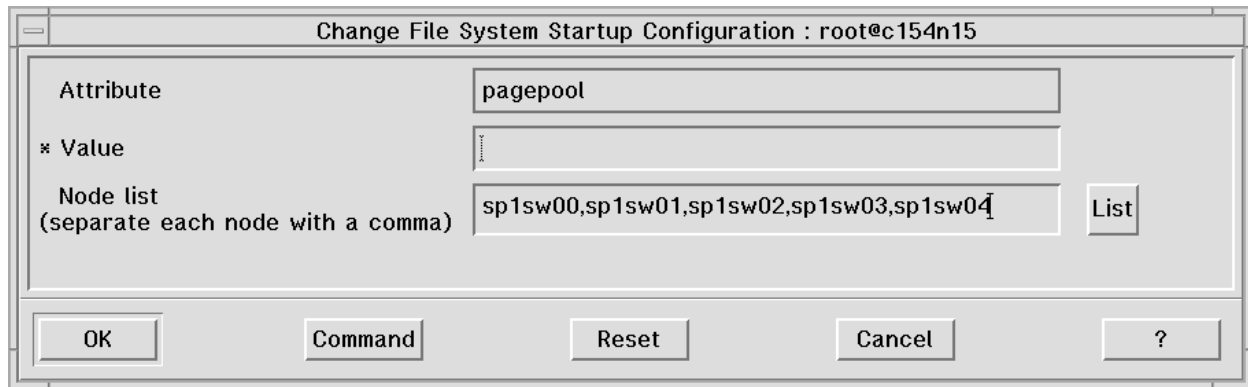 Change File System Startup Configuration : root@c154n15
Attribute
pagepool
* Value
Node list
(separate each node with a comma)
sp1sw00,sp1sw01,sp1sw02,sp1sw03,sp1sw04
List
OK
Command
Reset
Cancel
?